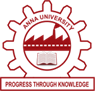 ANNA UNIVERSITY
PROGRESS THROUGH KNOWLEDGE